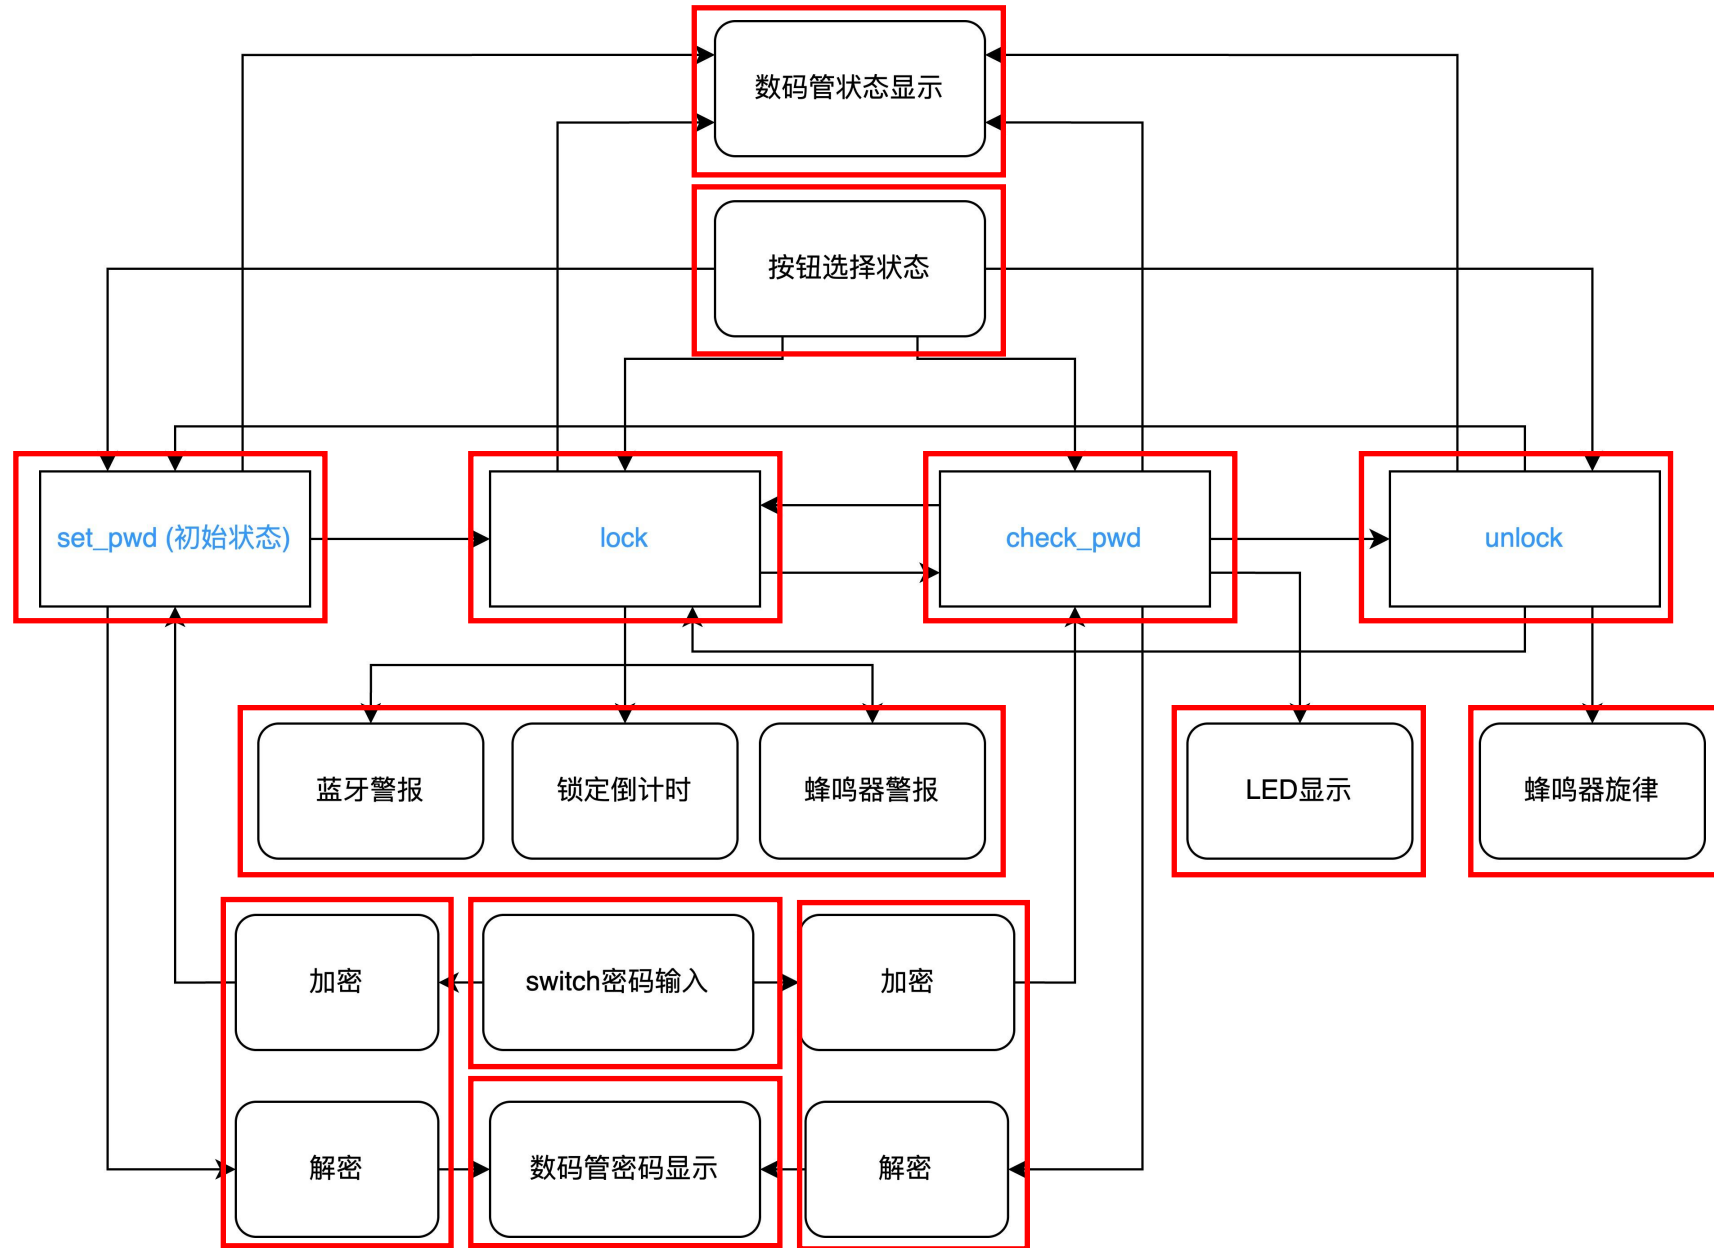 数码管状态显示
按钮选择状态
set_pwd (初始状态)
lock
check_pwd
unlock
蓝牙警报
锁定倒计时
蜂鸣器警报
LED显示
蜂鸣器旋律
加密
switch密码输入
加密
解密
数码管密码显示
解密